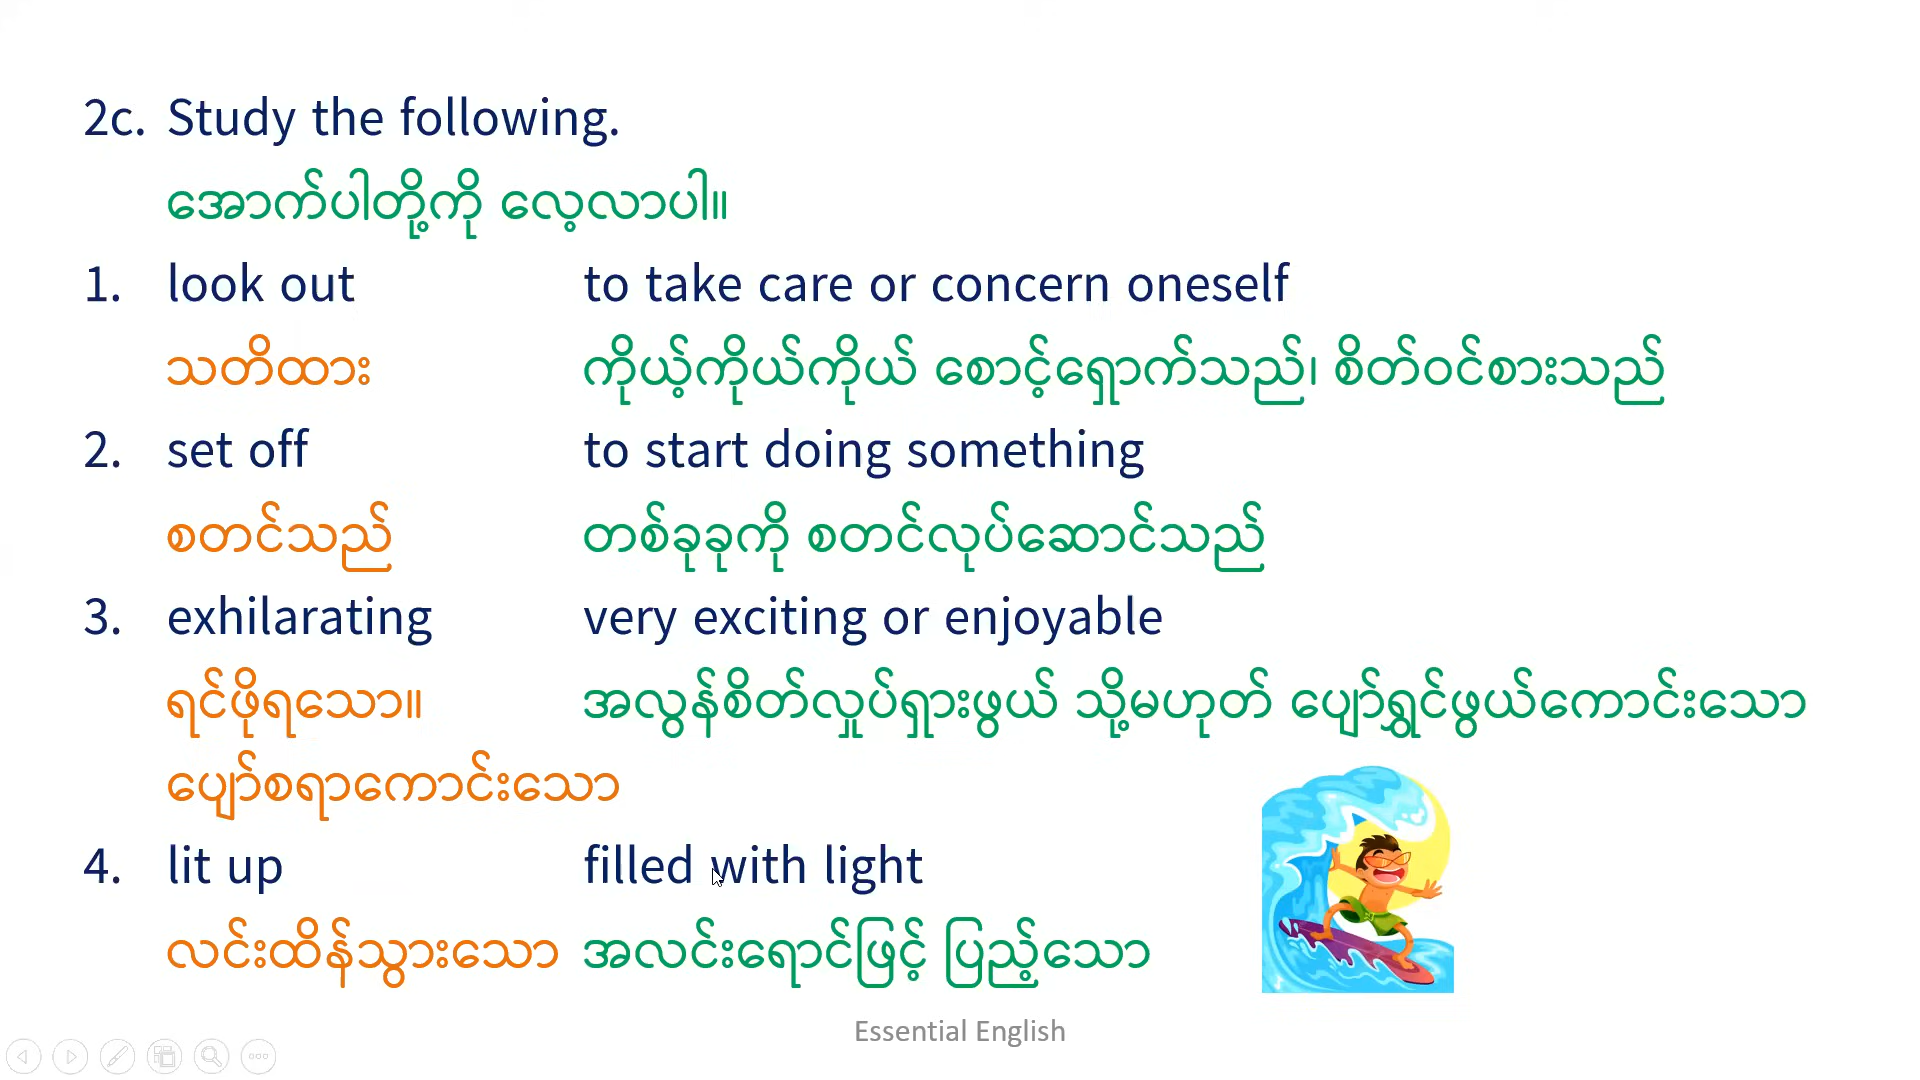 2c. Study the following.
အောက်ပါတို့ကို လေ့လာပါ။
1. look out to take care or concern oneself
သတိထား ကိုယ့်ကိုယ်ကိုယ် စောင့်ရှောက်သည်၊ စိတ်ဝင်စားသည်
2. set off to start doing something
စတင်သည် တစ်ခုခုကို စတင်လုပ်ဆောင်သည်
3. exhilarating very exciting or enjoyable
ရင်ဖိုရသော။ အလွန်စိတ်လှုပ်ရှားဖွယ် သို့မဟုတ် ပျော်ရွှင်ဖွယ်ကောင်းသော
ပျော်စရာကောင်းသော
4. lit up filled with light
လင်းထိန်သွားသော အလင်းရောင်ဖြင့် ပြည့်သော
Essential English